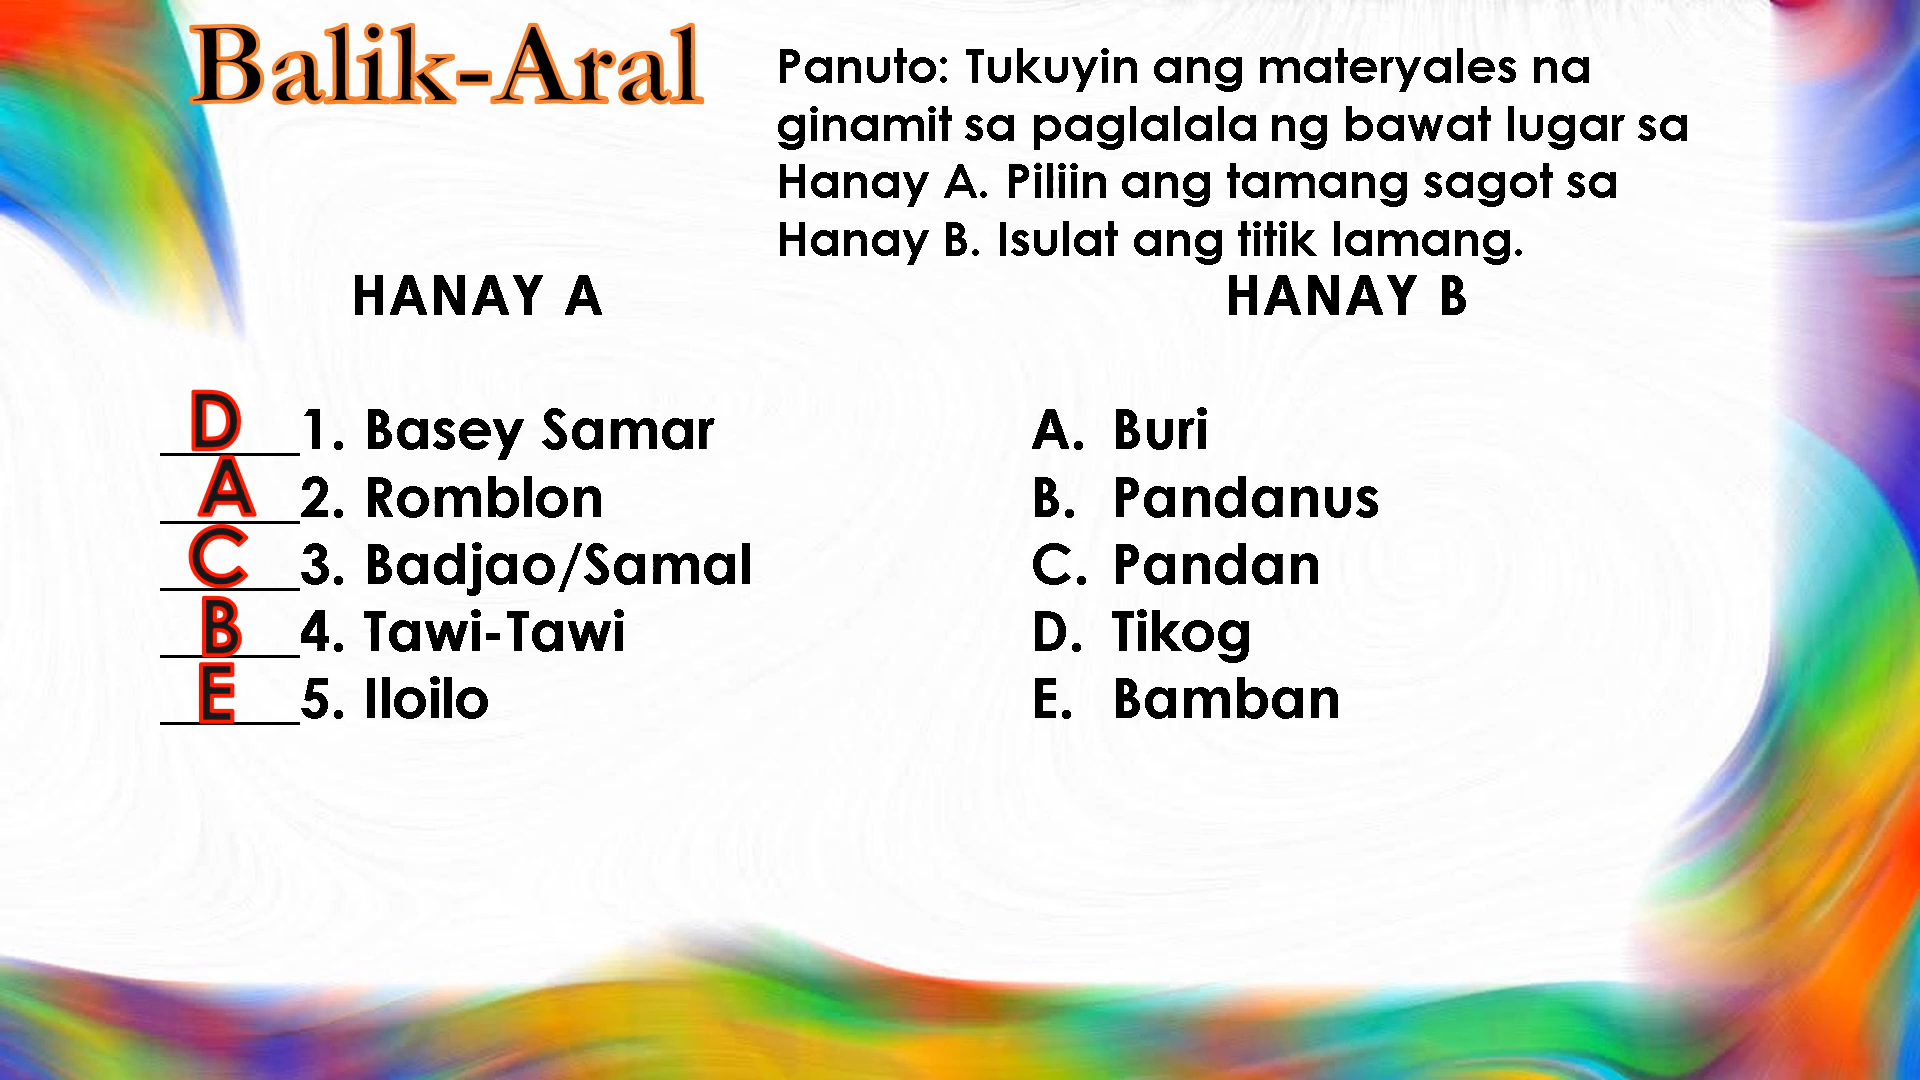 Balik-Aral
Panuto: Tukuyin ang materyales na
ginamit sa paglalala ng bawat lugar sa
Hanay A. Piliin ang tamang sagot sa
Hanay B. Isulat ang titik lamang.
HANAY A
HANAY B
D 1. Basey Samar
A 2. Romblon
C 3. Badjao/Samal
B 4. Tawi-Tawi
E 5. Iloilo
A. Buri
B. Pandanus
C. Pandan
D. Tikog
E. Bamban